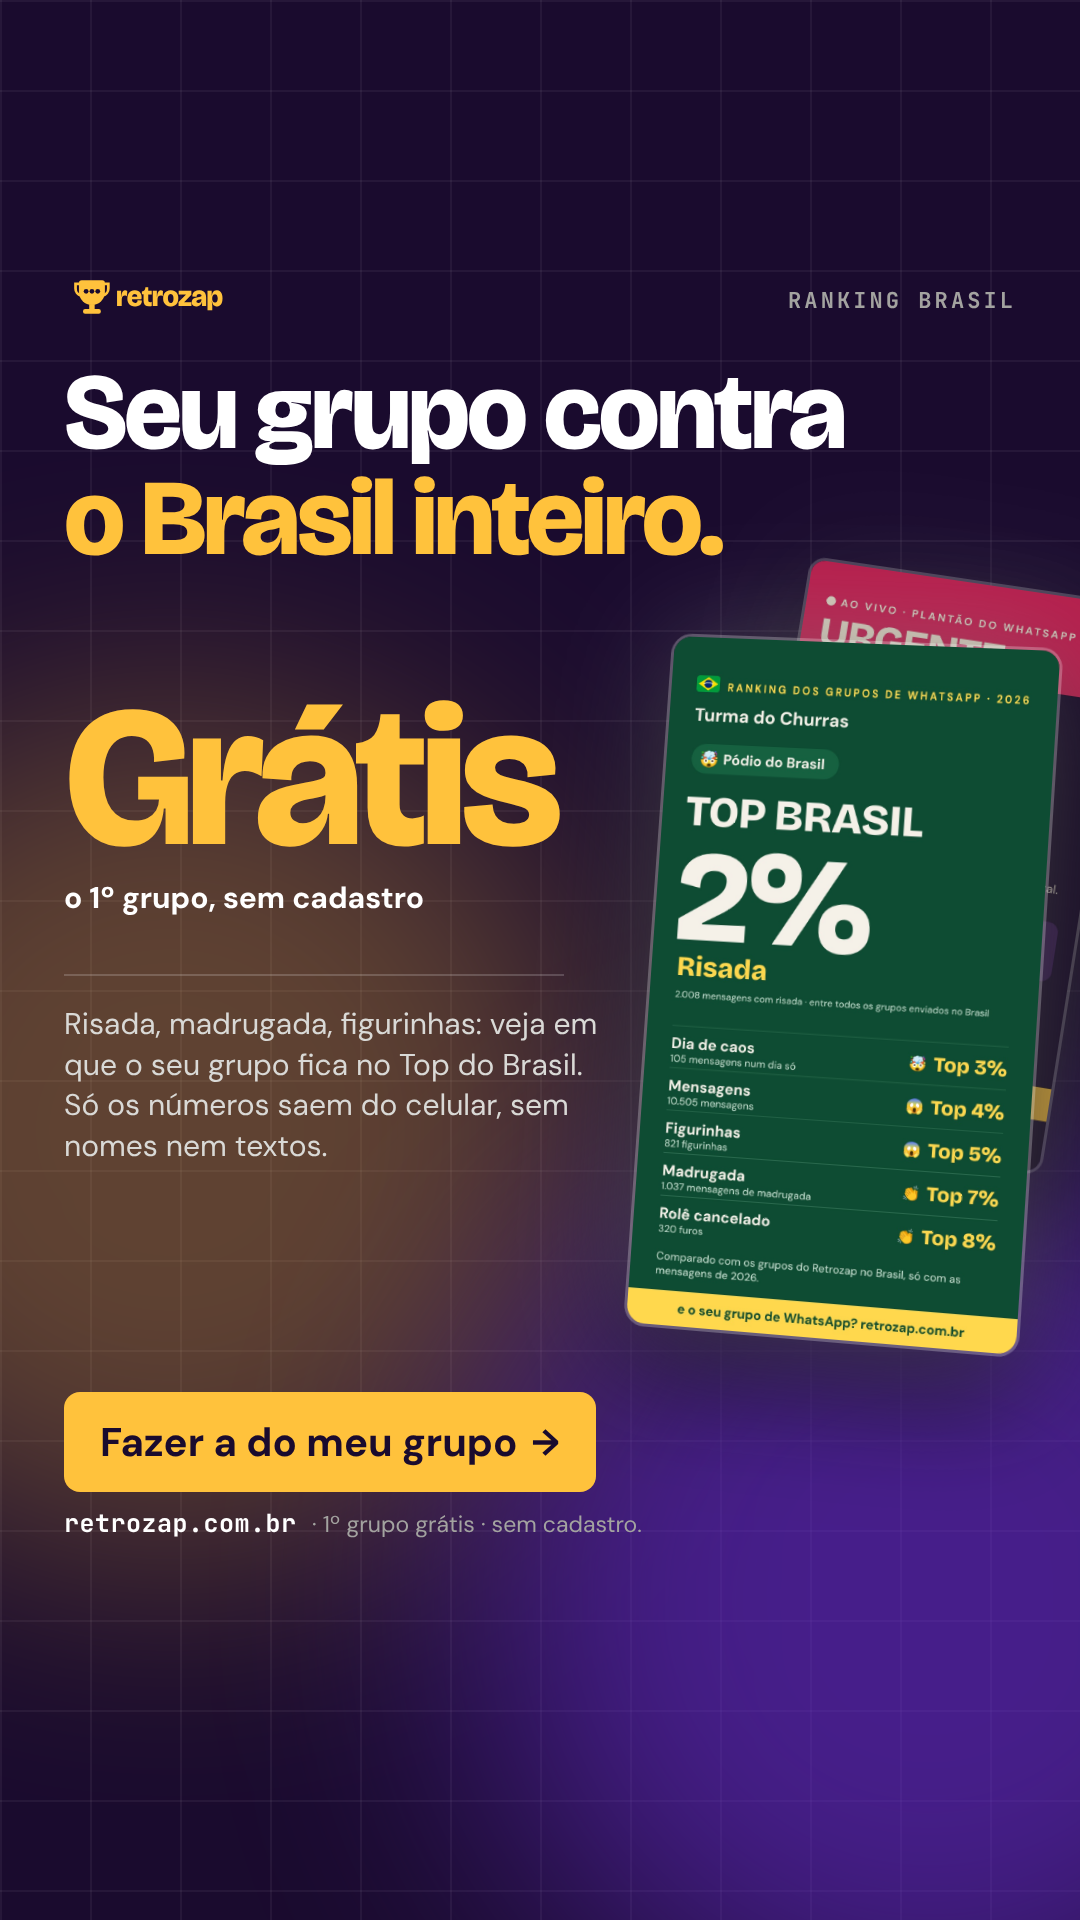 retrozap
RANKING BRASIL
Seu grupo contra
o Brasil inteiro.
Grátis
o 1º grupo, sem cadastro
Risada, madrugada, figurinhas: veja em
que o seu grupo fica no Top do Brasil.
Só os números saem do celular, sem
nomes nem textos.
AO VIVO · PLANTÃO DO WHATSAPP
URGENTE
RANKING DOS GRUPOS DE WHATSAPP · 2026
Turma do Churras
🤯 Pódio do Brasil
TOP BRASIL
2%
Risada
2.008 mensagens com risada · entre todos os grupos enviados no Brasil
Dia de caos
105 mensagens num dia só
🤯 Top 3%
Mensagens
10.505 mensagens
😱 Top 4%
Figurinhas
821 figurinhas
😱 Top 5%
Madrugada
1.037 mensagens de madrugada
👏 Top 7%
Rolê cancelado
320 furos
👏 Top 8%
Comparado com os grupos do Retrozap no Brasil, só com as
mensagens de 2026.
e o seu grupo de WhatsApp? retrozap.com.br
Fazer a do meu grupo →
retrozap.com.br · 1º grupo grátis · sem cadastro.